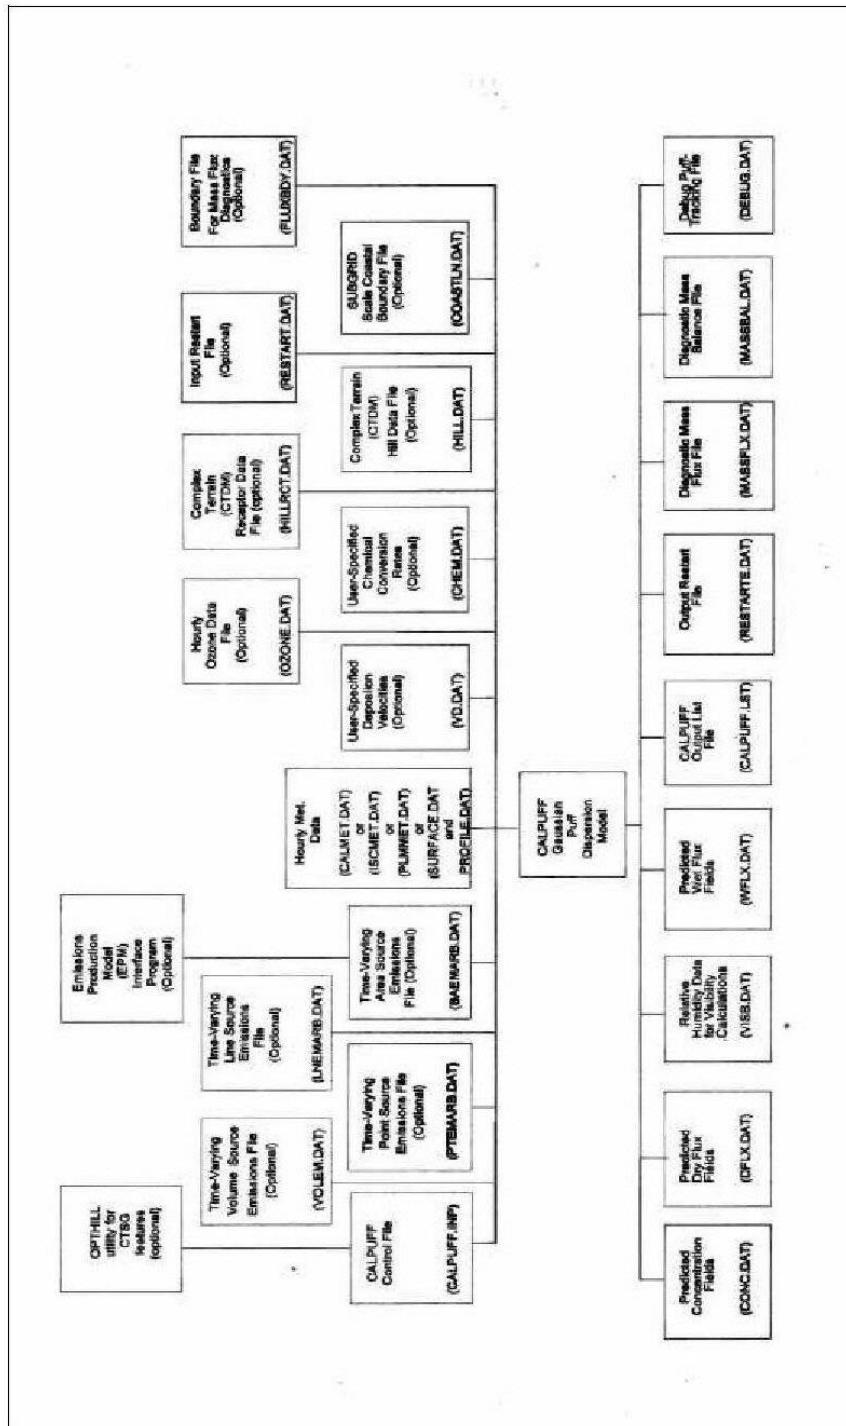 OPTHILL
utility for
CTSG
features
(optional)
Emissions
Production
Model
(EPM)
Interface
Program
(Optional)
Time-Varying
Volume Source
Emissions File
(Optional)
(VOLEM.DAT)
Time-Varying
Line Source
Emissions
File
(Optional)
(LNEMARB.DAT)
Hourly
Ozone Data
File
(Optional)
(OZONE.DAT)
Complex
Terrain
(CTDM)
Receptor Data
File (optional)
(HILLRCT.DAT)
Input Restart
File
(Optional)
(RESTART.DAT)
Boundary File
For Mass Flux
Diagnostics
(Optional)
(FLUXBDY.DAT)
CALPUFF
Control File
(CALPUFF.INP)
Time-Varying
Point Source
Emissions File
(Optional)
(PTEMARB.DAT)
Time-Varying
Area Source
Emissions
File (Optional)
(BAEMARB.DAT)
Hourly Met.
Data
(CALMET.DAT)
or
(ISCMET.DAT)
or
(PLMMET.DAT)
or
(SURFACE.DAT
and
PROFILE.DAT)
User-Specified
Deposition
Velocities
(Optional)
(VD.DAT)
User-Specified
Chemical
Conversion
Rates
(Optional)
(CHEM.DAT)
Complex Terrain
(CTDM)
Hill Data File
(Optional)
(HILL.DAT)
SUBGRID
Scale Coastal
Boundary File
(Optional)
(COASTLN.DAT)
CALPUFF
Gaussian
Puff
Dispersion
Model
Predicted
Concentration
Fields
(CONC.DAT)
Predicted
Dry Flux
Fields
(DFLX.DAT)
Relative
Humidity Data
for Visibility
Calculations
(VISB.DAT)
Predicted
Wet Flux
Fields
(WFLX.DAT)
CALPUFF
Output List
File
(CALPUFF.LST)
Output Restart
File
(RESTARTE.DAT)
Diagnostic Mass
Flux File
(MASSFLX.DAT)
Diagnostic Mass
Balance File
(MASSBAL.DAT)
Debug Puff-
Tracking File
(DEBUG.DAT)